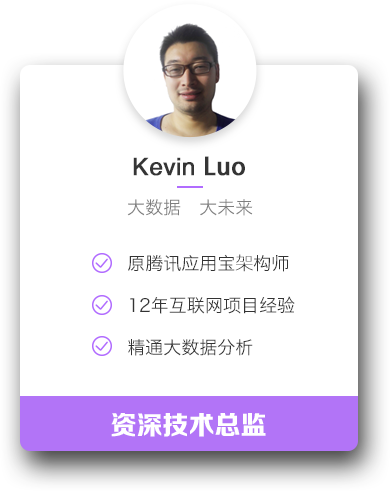 Kevin Luo
大数据 大未来
原腾讯应用宝架构师
12年互联网项目经验
精通大数据分析
资深技术总监